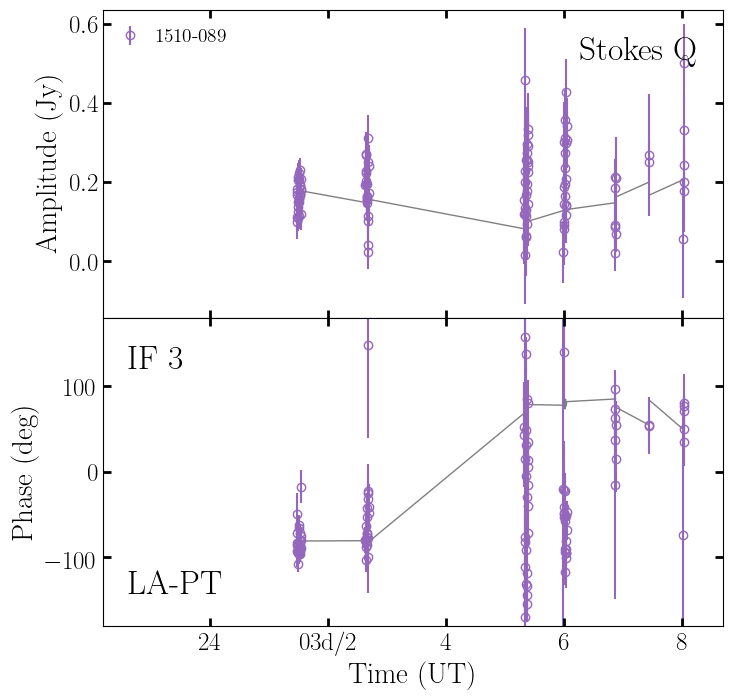 1510-089
Stokes Q
0.6
0.4
0.2
0.0
Amplitude (Jy)
IF 3
100
0
−100
Phase (deg)
LA-PT
24 03d/2 4 6 8
Time (UT)